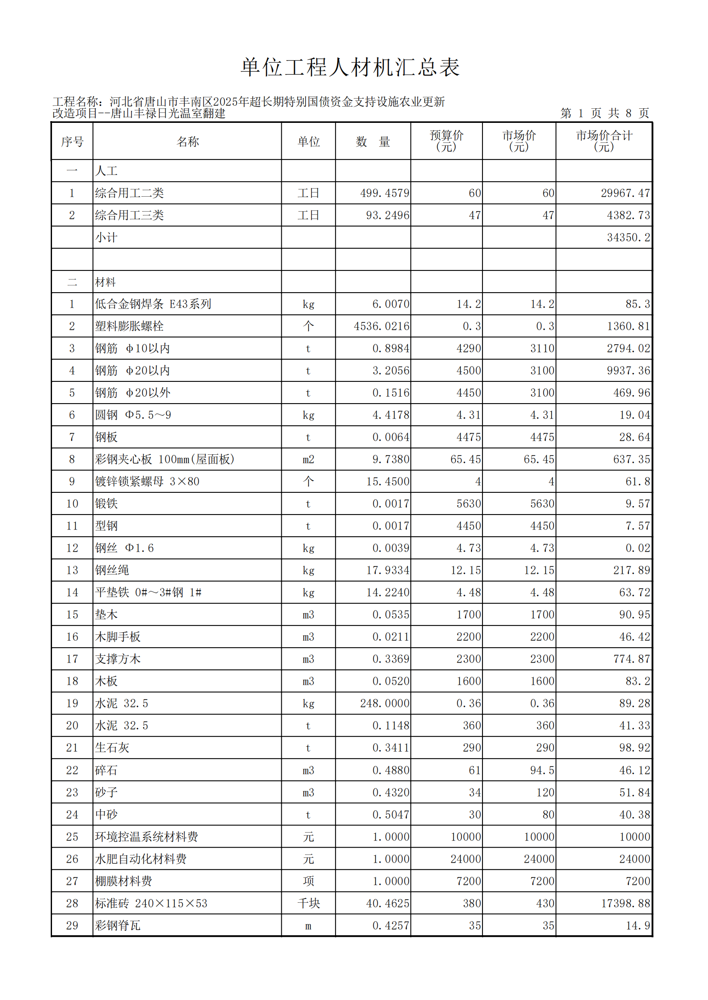 单位工程人材机汇总表
工程名称：河北省唐山市丰南区2025年超长期特别国债资金支持设施农业更新
改造项目--唐山丰禄日光温室翻建 第 1 页 共 8 页
序号 名称 单位 数 量 预算价(元) 市场价(元) 市场价合计(元)
一 人工
1 综合用工二类 工日 499.4579 60 60 29967.47
2 综合用工三类 工日 93.2496 47 47 4382.73
小计 34350.2
二 材料
1 低合金钢焊条 E43系列 kg 6.0070 14.2 14.2 85.3
2 塑料膨胀螺栓 个 4536.0216 0.3 0.3 1360.81
3 钢筋 φ10以内 t 0.8984 4290 3110 2794.02
4 钢筋 φ20以内 t 3.2056 4500 3100 9937.36
5 钢筋 φ20以外 t 0.1516 4450 3100 469.96
6 圆钢 Φ5.5～9 kg 4.4178 4.31 4.31 19.04
7 钢板 t 0.0064 4475 4475 28.64
8 彩钢夹心板 100mm(屋面板) m2 9.7380 65.45 65.45 637.35
9 镀锌锁紧螺母 3×80 个 15.4500 4 4 61.8
10 锻铁 t 0.0017 5630 5630 9.57
11 型钢 t 0.0017 4450 4450 7.57
12 钢丝 Φ1.6 kg 0.0039 4.73 4.73 0.02
13 钢丝绳 kg 17.9334 12.15 12.15 217.89
14 平垫铁 0#～3#钢 1# kg 14.2240 4.48 4.48 63.72
15 垫木 m3 0.0535 1700 1700 90.95
16 木脚手板 m3 0.0211 2200 2200 46.42
17 支撑方木 m3 0.3369 2300 2300 774.87
18 木板 m3 0.0520 1600 1600 83.2
19 水泥 32.5 kg 248.0000 0.36 0.36 89.28
20 水泥 32.5 t 0.1148 360 360 41.33
21 生石灰 t 0.3411 290 290 98.92
22 碎石 m3 0.4880 61 94.5 46.12
23 砂子 m3 0.4320 34 120 51.84
24 中砂 t 0.5047 30 80 40.38
25 环境控温系统材料费 元 1.0000 10000 10000 10000
26 水肥自动化材料费 元 1.0000 24000 24000 24000
27 棚膜材料费 项 1.0000 7200 7200 7200
28 标准砖 240×115×53 千块 40.4625 380 430 17398.88
29 彩钢脊瓦 m 0.4257 35 35 14.9